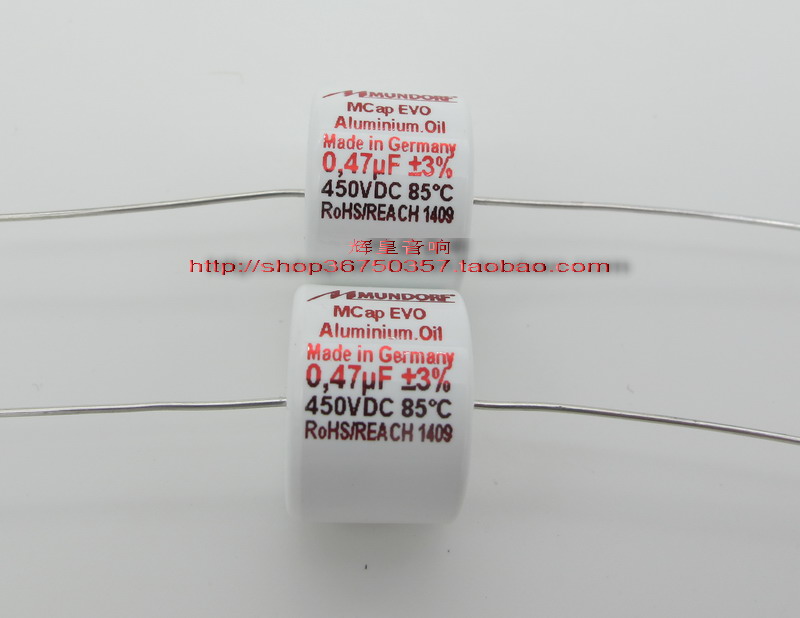 MUNDORF
MCap EVO
Aluminium.Oil
Made in Germany
0,47µF ±3%
450VDC 85°C
RoHS/REACH 1409
辉皇音响
http://shop36750357.taobao.com
MUNDORF
MCap EVO
Aluminium.Oil
Made in Germany
0,47µF ±3%
450VDC 85°C
RoHS/REACH 1409